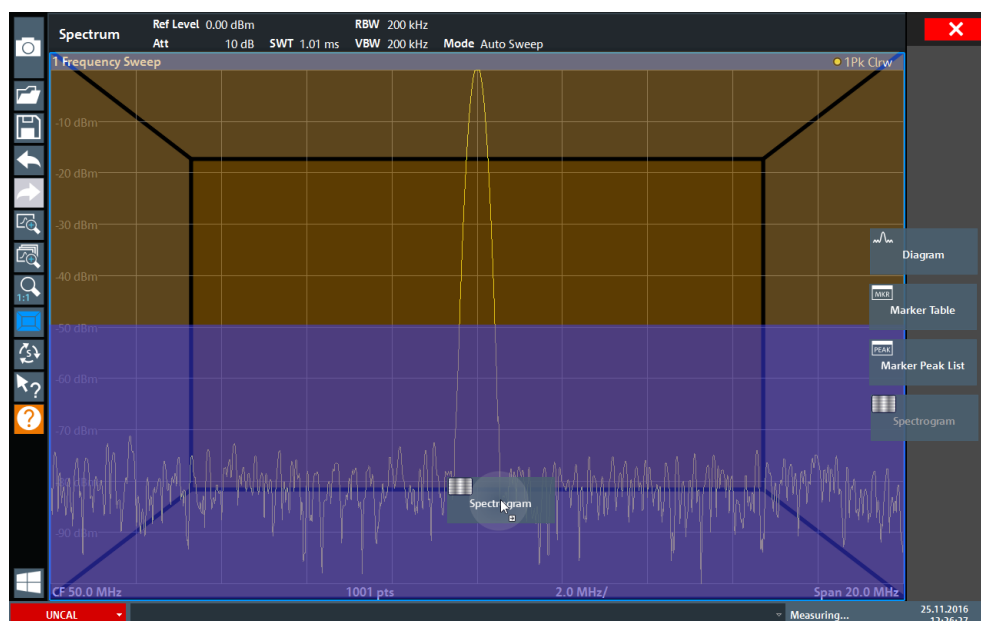 Spectrum
Ref Level 0.00 dBm RBW 200 kHz
Att 10 dB SWT 1.01 ms VBW 200 kHz Mode Auto Sweep
1 Frequency Sweep 1Pk Clrw
-10 dBm
-20 dBm
-30 dBm
-40 dBm
-50 dBm
-60 dBm
-70 dBm
-90 dBm
1:1
S
?
?
Diagram
MKR
Marker Table
PEAK
Marker Peak List
Spectrogram
Spectrogram
CF 50.0 MHz 1001 pts 2.0 MHz/ Span 20.0 MHz
UNCAL Measuring... 25.11.2016